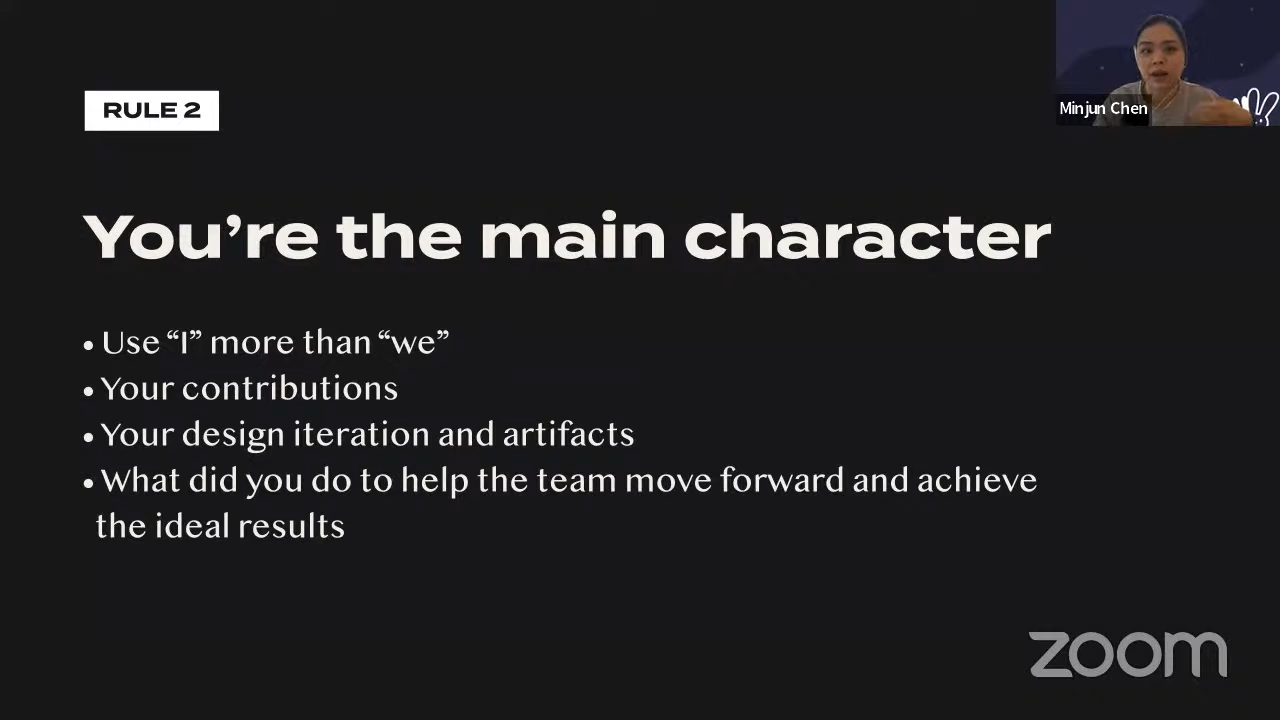 Minjun Chen
RULE 2
You’re the main character
• Use “I” more than “we”
• Your contributions
• Your design iteration and artifacts
• What did you do to help the team move forward and achieve
the ideal results
zoom